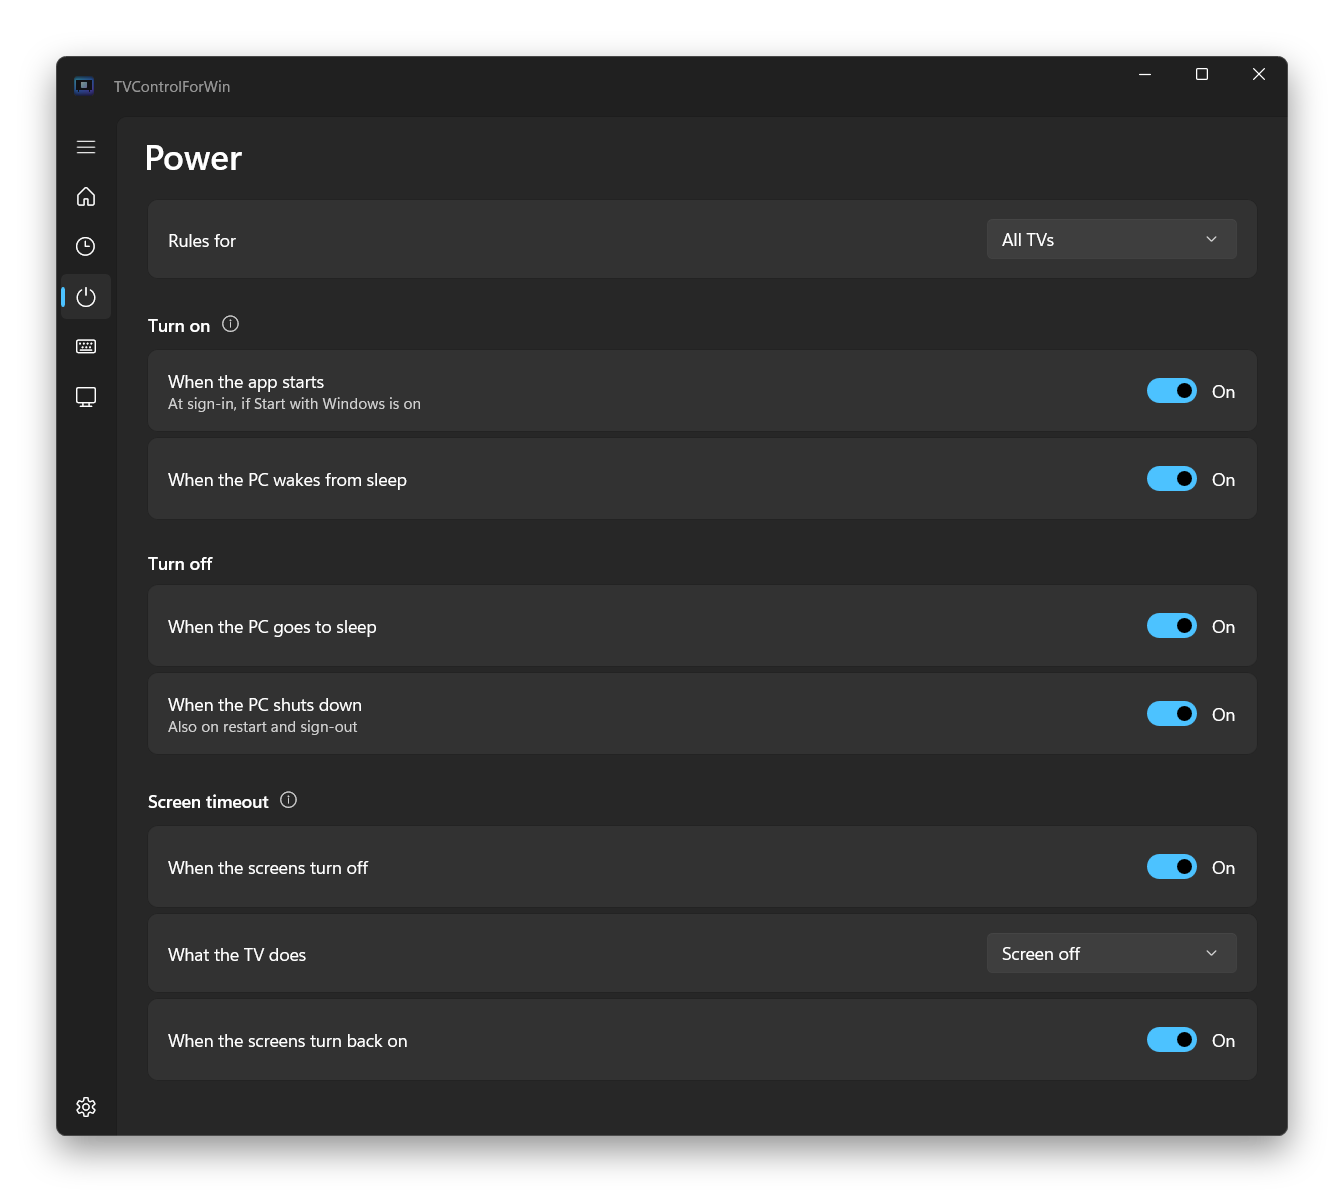 TVControlForWin
Power
Rules for
All TVs
Turn on
When the app starts
At sign-in, if Start with Windows is on
On
When the PC wakes from sleep
On
Turn off
When the PC goes to sleep
On
When the PC shuts down
Also on restart and sign-out
On
Screen timeout
When the screens turn off
On
What the TV does
Screen off
When the screens turn back on
On